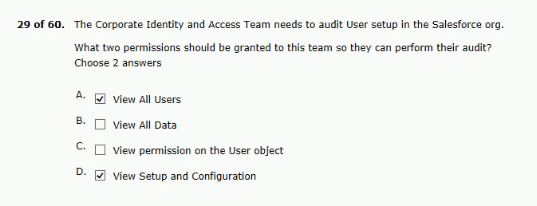 29 of 60. The Corporate Identity and Access Team needs to audit User setup in the Salesforce org.
What two permissions should be granted to this team so they can perform their audit?
Choose 2 answers
A. View All Users
B. View All Data
C. View permission on the User object
D. View Setup and Configuration